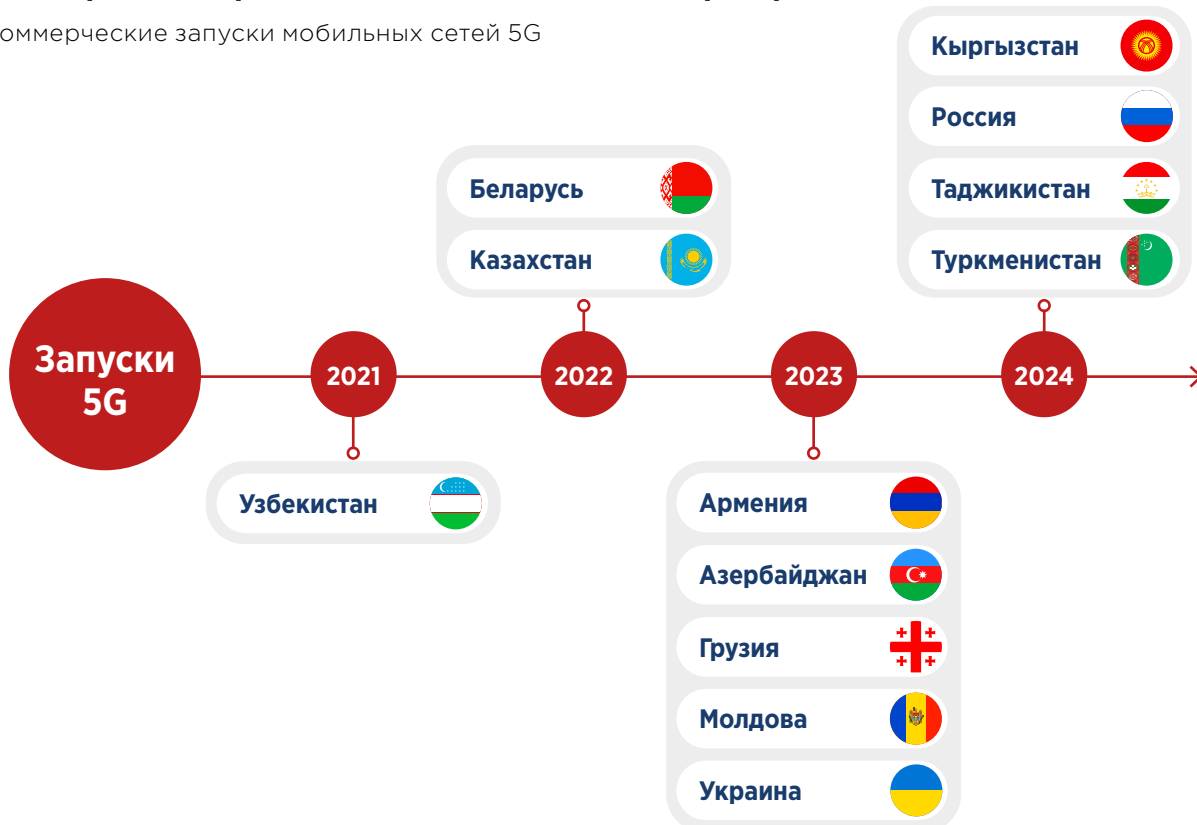 оммерческие запуски мобильных сетей 5G
Запуски
5G
2021
Узбекистан
2022
Беларусь
Казахстан
2023
Армения
Азербайджан
Грузия
Молдова
Украина
2024
Кыргызстан
Россия
Таджикистан
Туркменистан